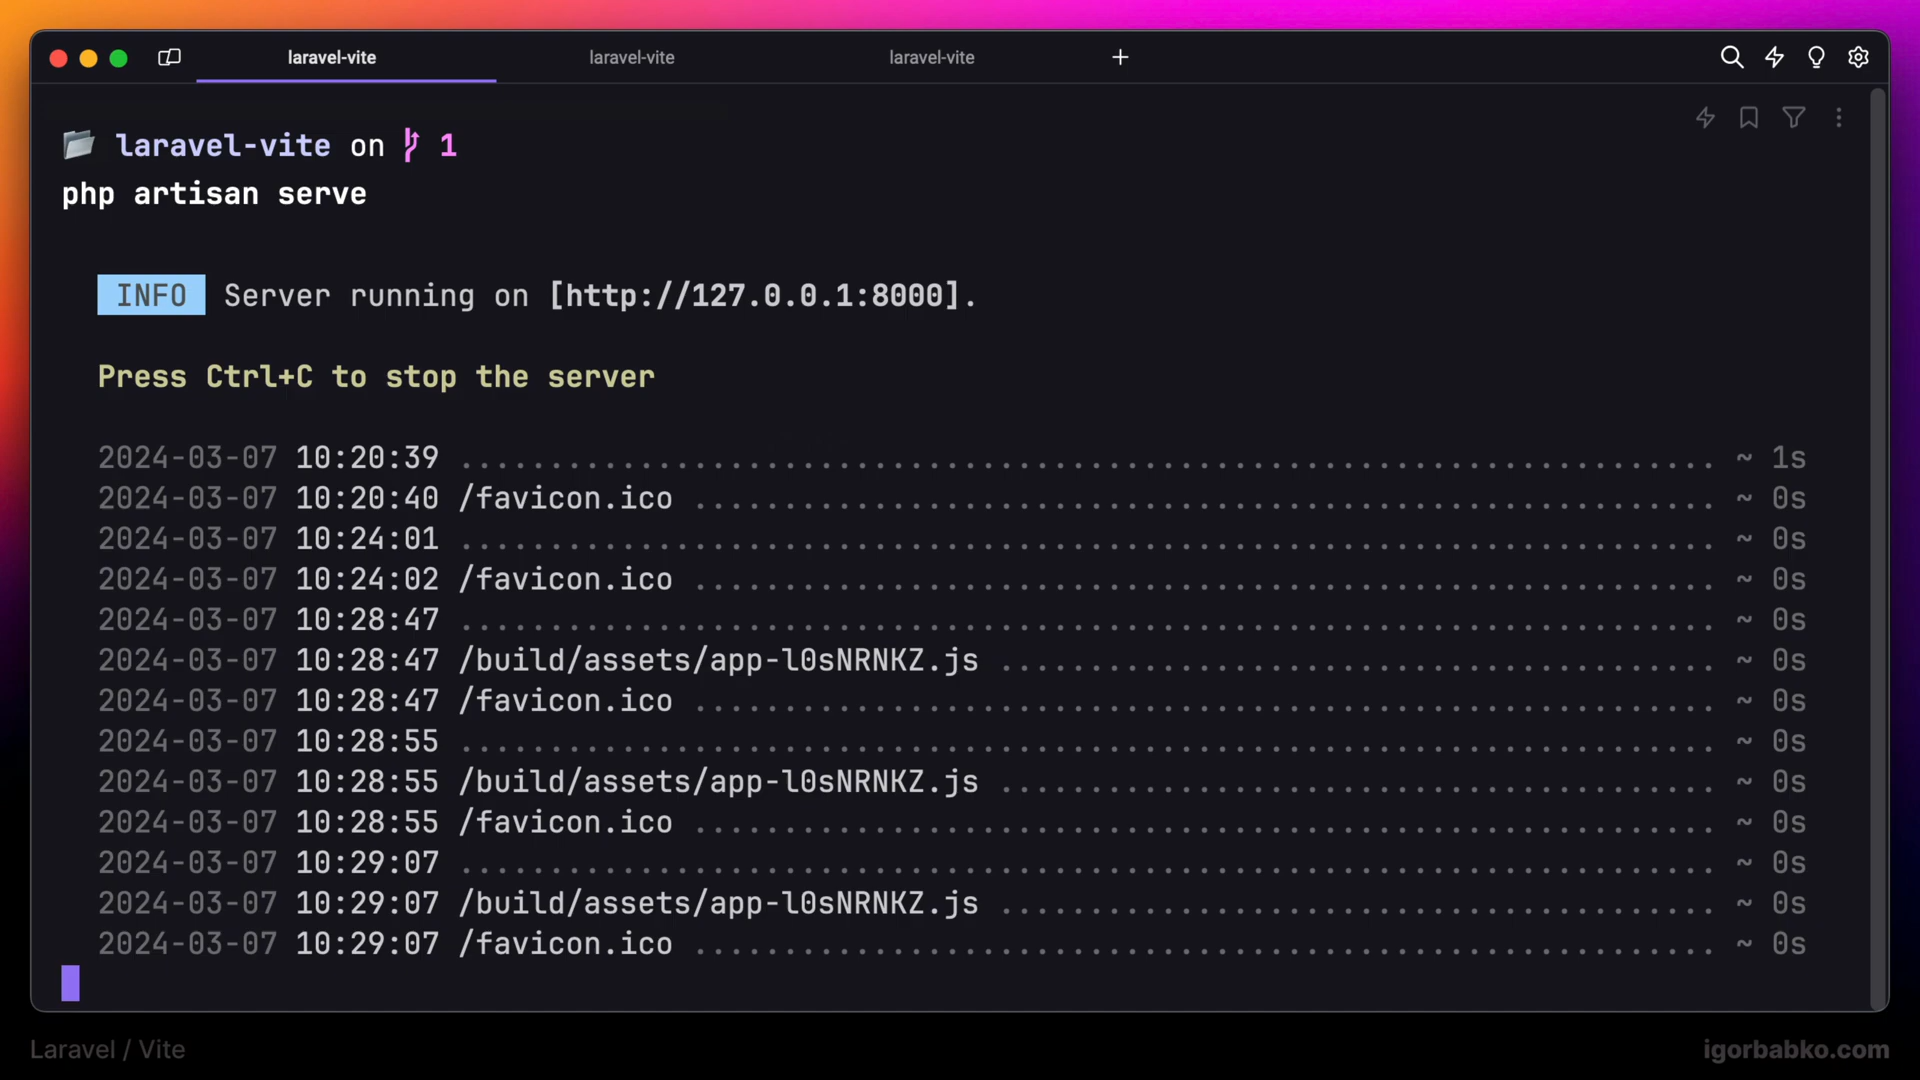 laravel-vite laravel-vite laravel-vite
laravel-vite on 1
php artisan serve
INFO Server running on [http://127.0.0.1:8000].
Press Ctrl+C to stop the server
2024-03-07 10:20:39 ...................................................................... ~ 1s
2024-03-07 10:20:40 /favicon.ico ......................................................... ~ 0s
2024-03-07 10:24:01 ...................................................................... ~ 0s
2024-03-07 10:24:02 /favicon.ico ......................................................... ~ 0s
2024-03-07 10:28:47 ...................................................................... ~ 0s
2024-03-07 10:28:47 /build/assets/app-l0sNRNKZ.js ........................................ ~ 0s
2024-03-07 10:28:47 /favicon.ico ......................................................... ~ 0s
2024-03-07 10:28:55 ...................................................................... ~ 0s
2024-03-07 10:28:55 /build/assets/app-l0sNRNKZ.js ........................................ ~ 0s
2024-03-07 10:28:55 /favicon.ico ......................................................... ~ 0s
2024-03-07 10:29:07 ...................................................................... ~ 0s
2024-03-07 10:29:07 /build/assets/app-l0sNRNKZ.js ........................................ ~ 0s
2024-03-07 10:29:07 /favicon.ico ......................................................... ~ 0s
Laravel / Vite igorbabko.com